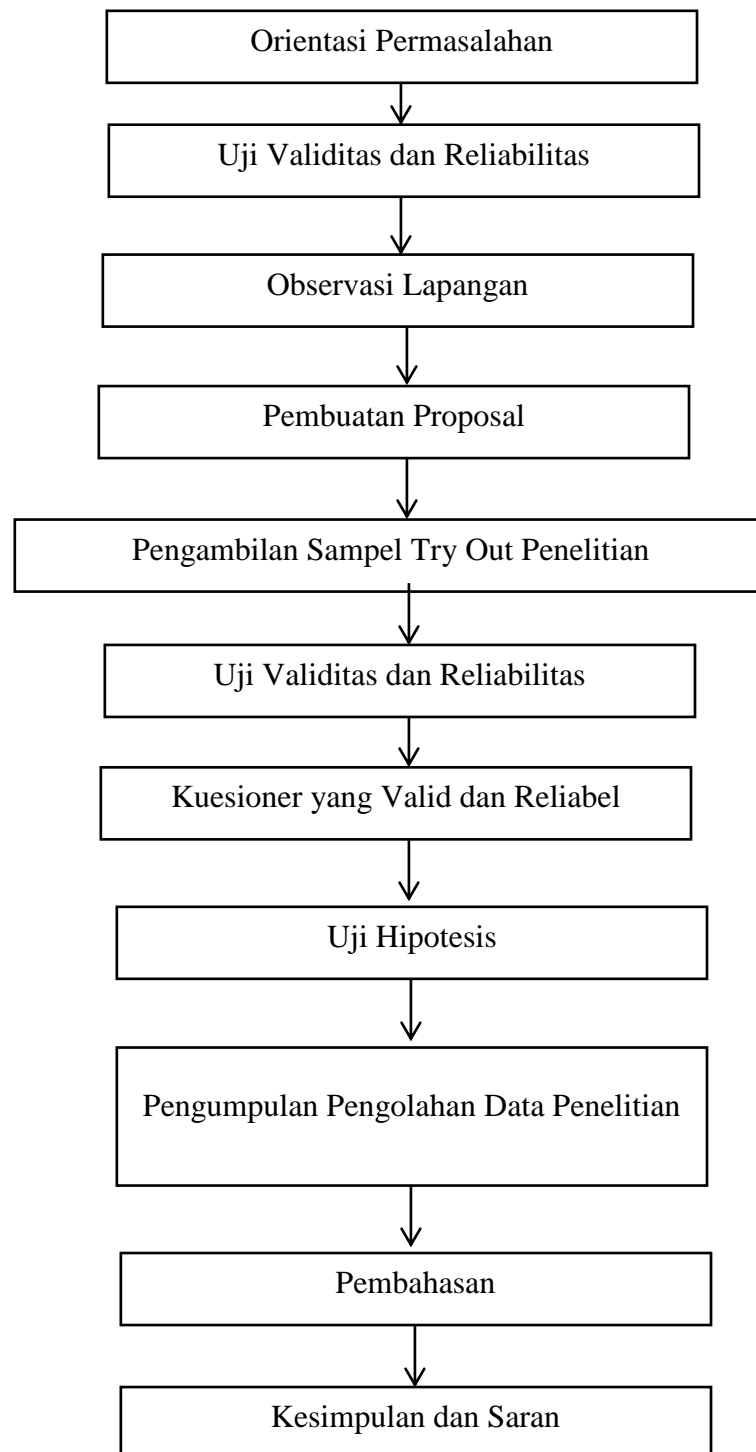 Orientasi Permasalahan
Uji Validitas dan Reliabilitas
Observasi Lapangan
Pembuatan Proposal
Pengambilan Sampel Try Out Penelitian
Uji Validitas dan Reliabilitas
Kuesioner yang Valid dan Reliabel
Uji Hipotesis
Pengumpulan Pengolahan Data Penelitian
Pembahasan
Kesimpulan dan Saran